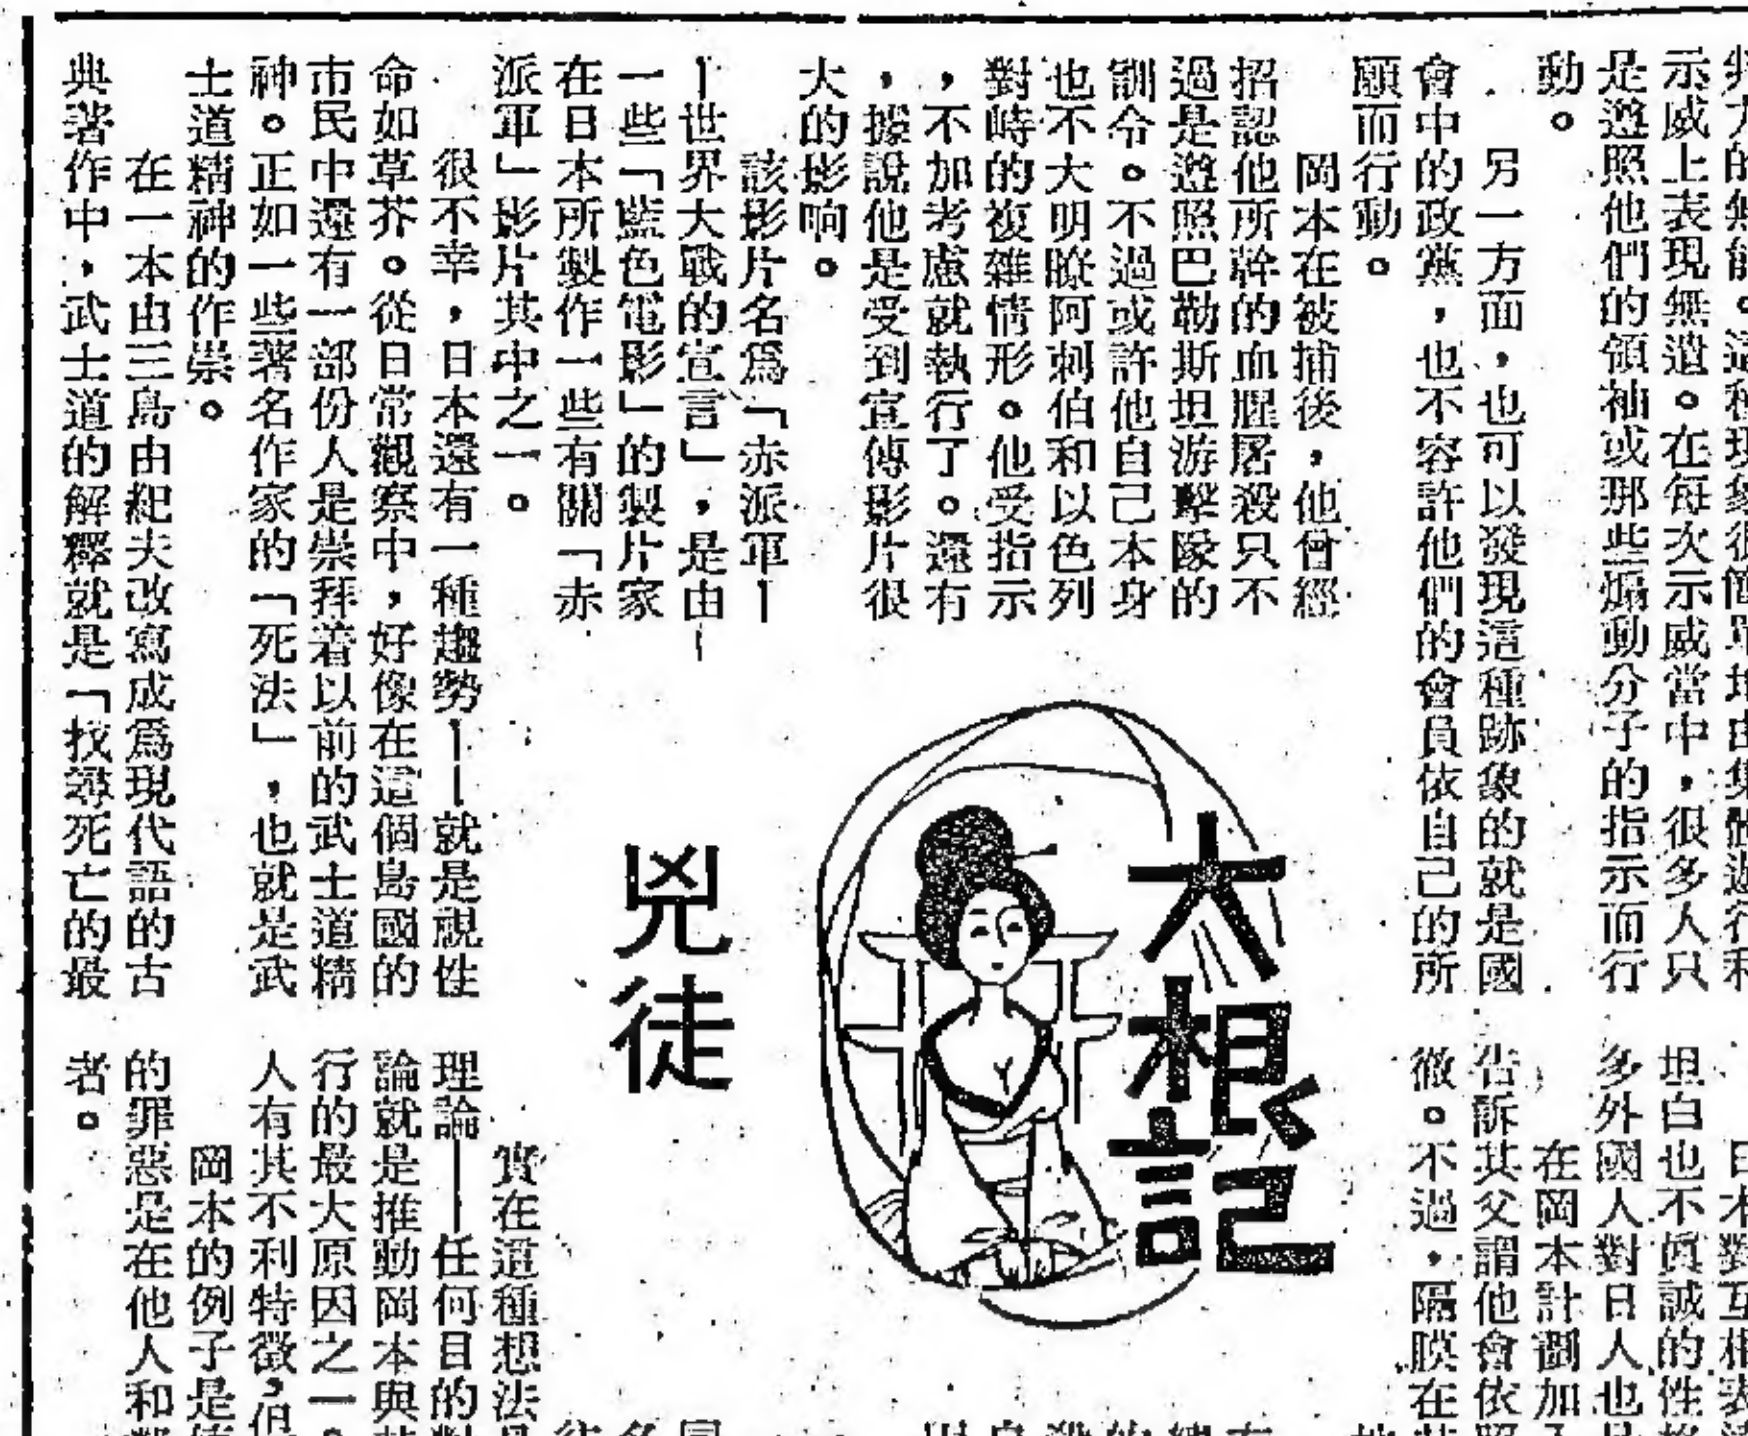 示威上表現無遺。在每次示威當中，很多人只
是遵照他們的領袖或那些煽動分子的指示而行
動。
另一方面，也可以發現這種跡象的就是國
會中的政黨，也不容許他們的會員依自己的所
願而行動。
岡本在被捕後，他曾經
招認他所幹的血腥屠殺只不
過是遵照巴勒斯坦游擊隊的
訓令。不過或許他自己本身
也不大明瞭阿刺伯和以色列
對峙的複雜情形。他受指示
，不加考慮就執行了。還有
，據說他是受到宣傳影片很
大的影响。
該影片名爲「赤派軍—
—世界大戰的宣言」，是由—
一些「藍色電影」的製片家
在日本所製作一些有關「赤
派軍」影片其中之一。
很不幸，日本還有一種趨勢——就是視性
命如草芥。從日常觀察中，好像在這個島國的
市民中還有一部份人是崇拜着以前的武士道精
神。正如一些著名作家的「死法」，也就是武
士道精神的作祟。
在一本由三島由紀夫改寫成爲現代語的古
典著作中，武士道的解釋就是「找尋死亡的最
大根記
兇徒
坦白也不眞誠的性
多外國人對日人也
在岡本計劃加
告訴其父謂他會依
徵。不過，隔膜在
實在這種想法
理論——任何目的
論就是推動岡本與
行的最大原因之一。
人有其不利特徵，但
岡本的例子是
的罪惡是在他人和
者。